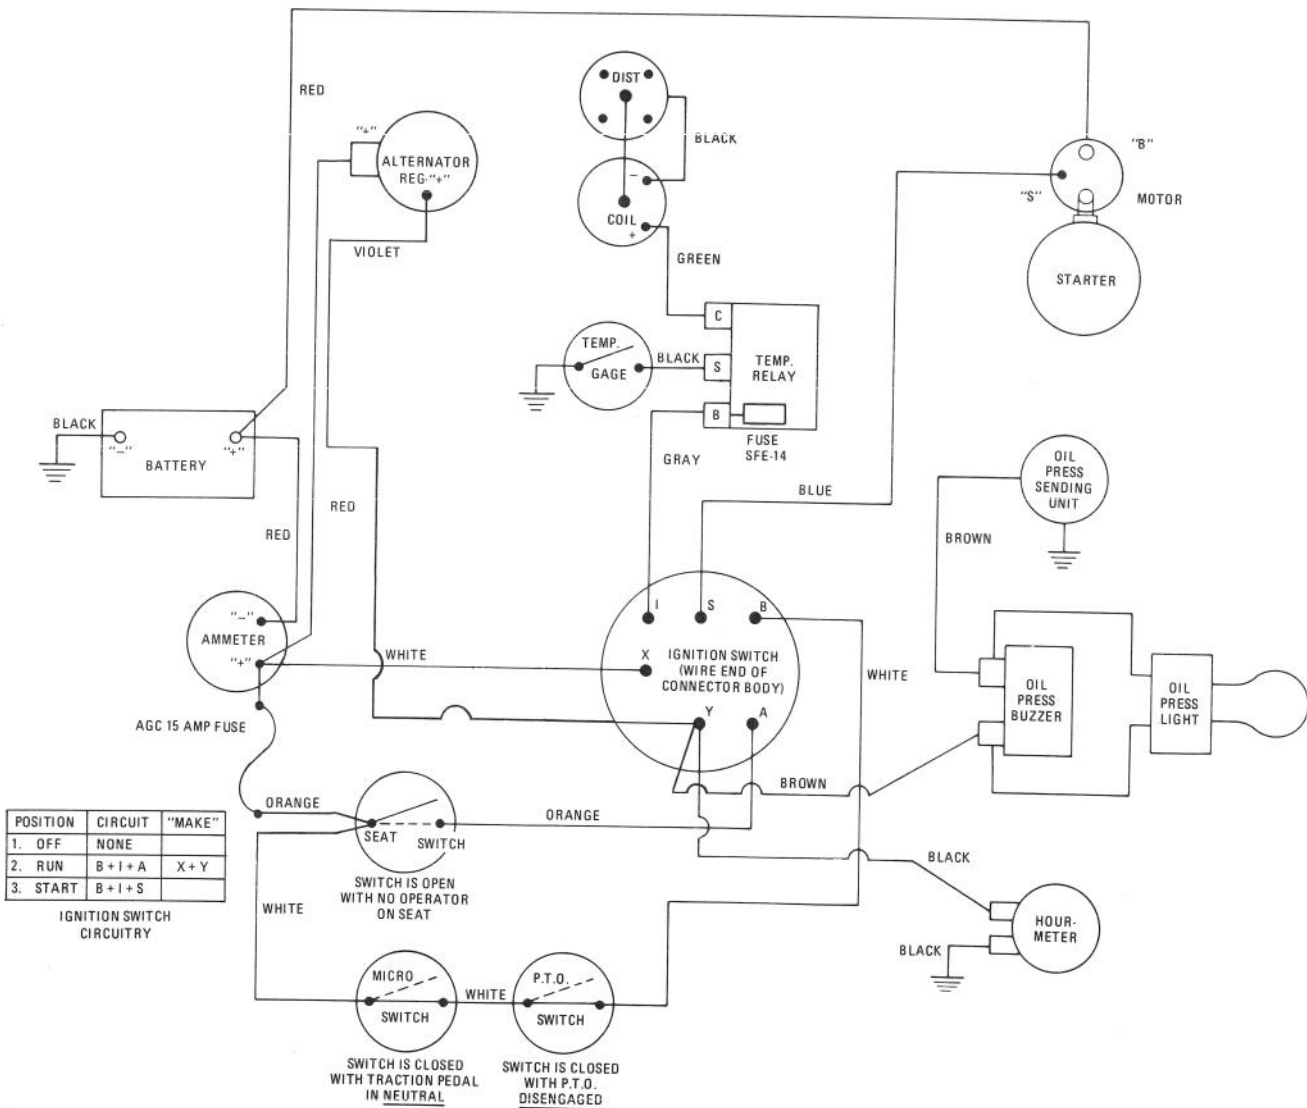 DIST
RED
BLACK
"+"
ALTERNATOR
REG-"+"
"B"
"S"
MOTOR
COIL
-
+
VIOLET
GREEN
STARTER
C
TEMP.
GAGE
BLACK
S
TEMP.
RELAY
B
FUSE
SFE-14
BLACK
"-"
"+"
BATTERY
GRAY
OIL
PRESS
SENDING
UNIT
BLUE
RED
RED
BROWN
I
S
B
"-"
AMMETER
"+"
WHITE
X
IGNITION SWITCH
(WIRE END OF
CONNECTOR BODY)
WHITE
OIL
PRESS
BUZZER
OIL
PRESS
LIGHT
Y
A
AGC 15 AMP FUSE
BROWN
ORANGE
ORANGE
SEAT
SWITCH
POSITION CIRCUIT "MAKE"
1. OFF NONE
2. RUN B+I+A X+Y
3. START B+I+S
IGNITION SWITCH
CIRCUITRY
SWITCH IS OPEN
WITH NO OPERATOR
ON SEAT
BLACK
WHITE
HOUR-
METER
BLACK
MICRO
SWITCH
WHITE
P.T.O.
SWITCH
SWITCH IS CLOSED
WITH TRACTION PEDAL
IN NEUTRAL
SWITCH IS CLOSED
WITH P.T.O.
DISENGAGED